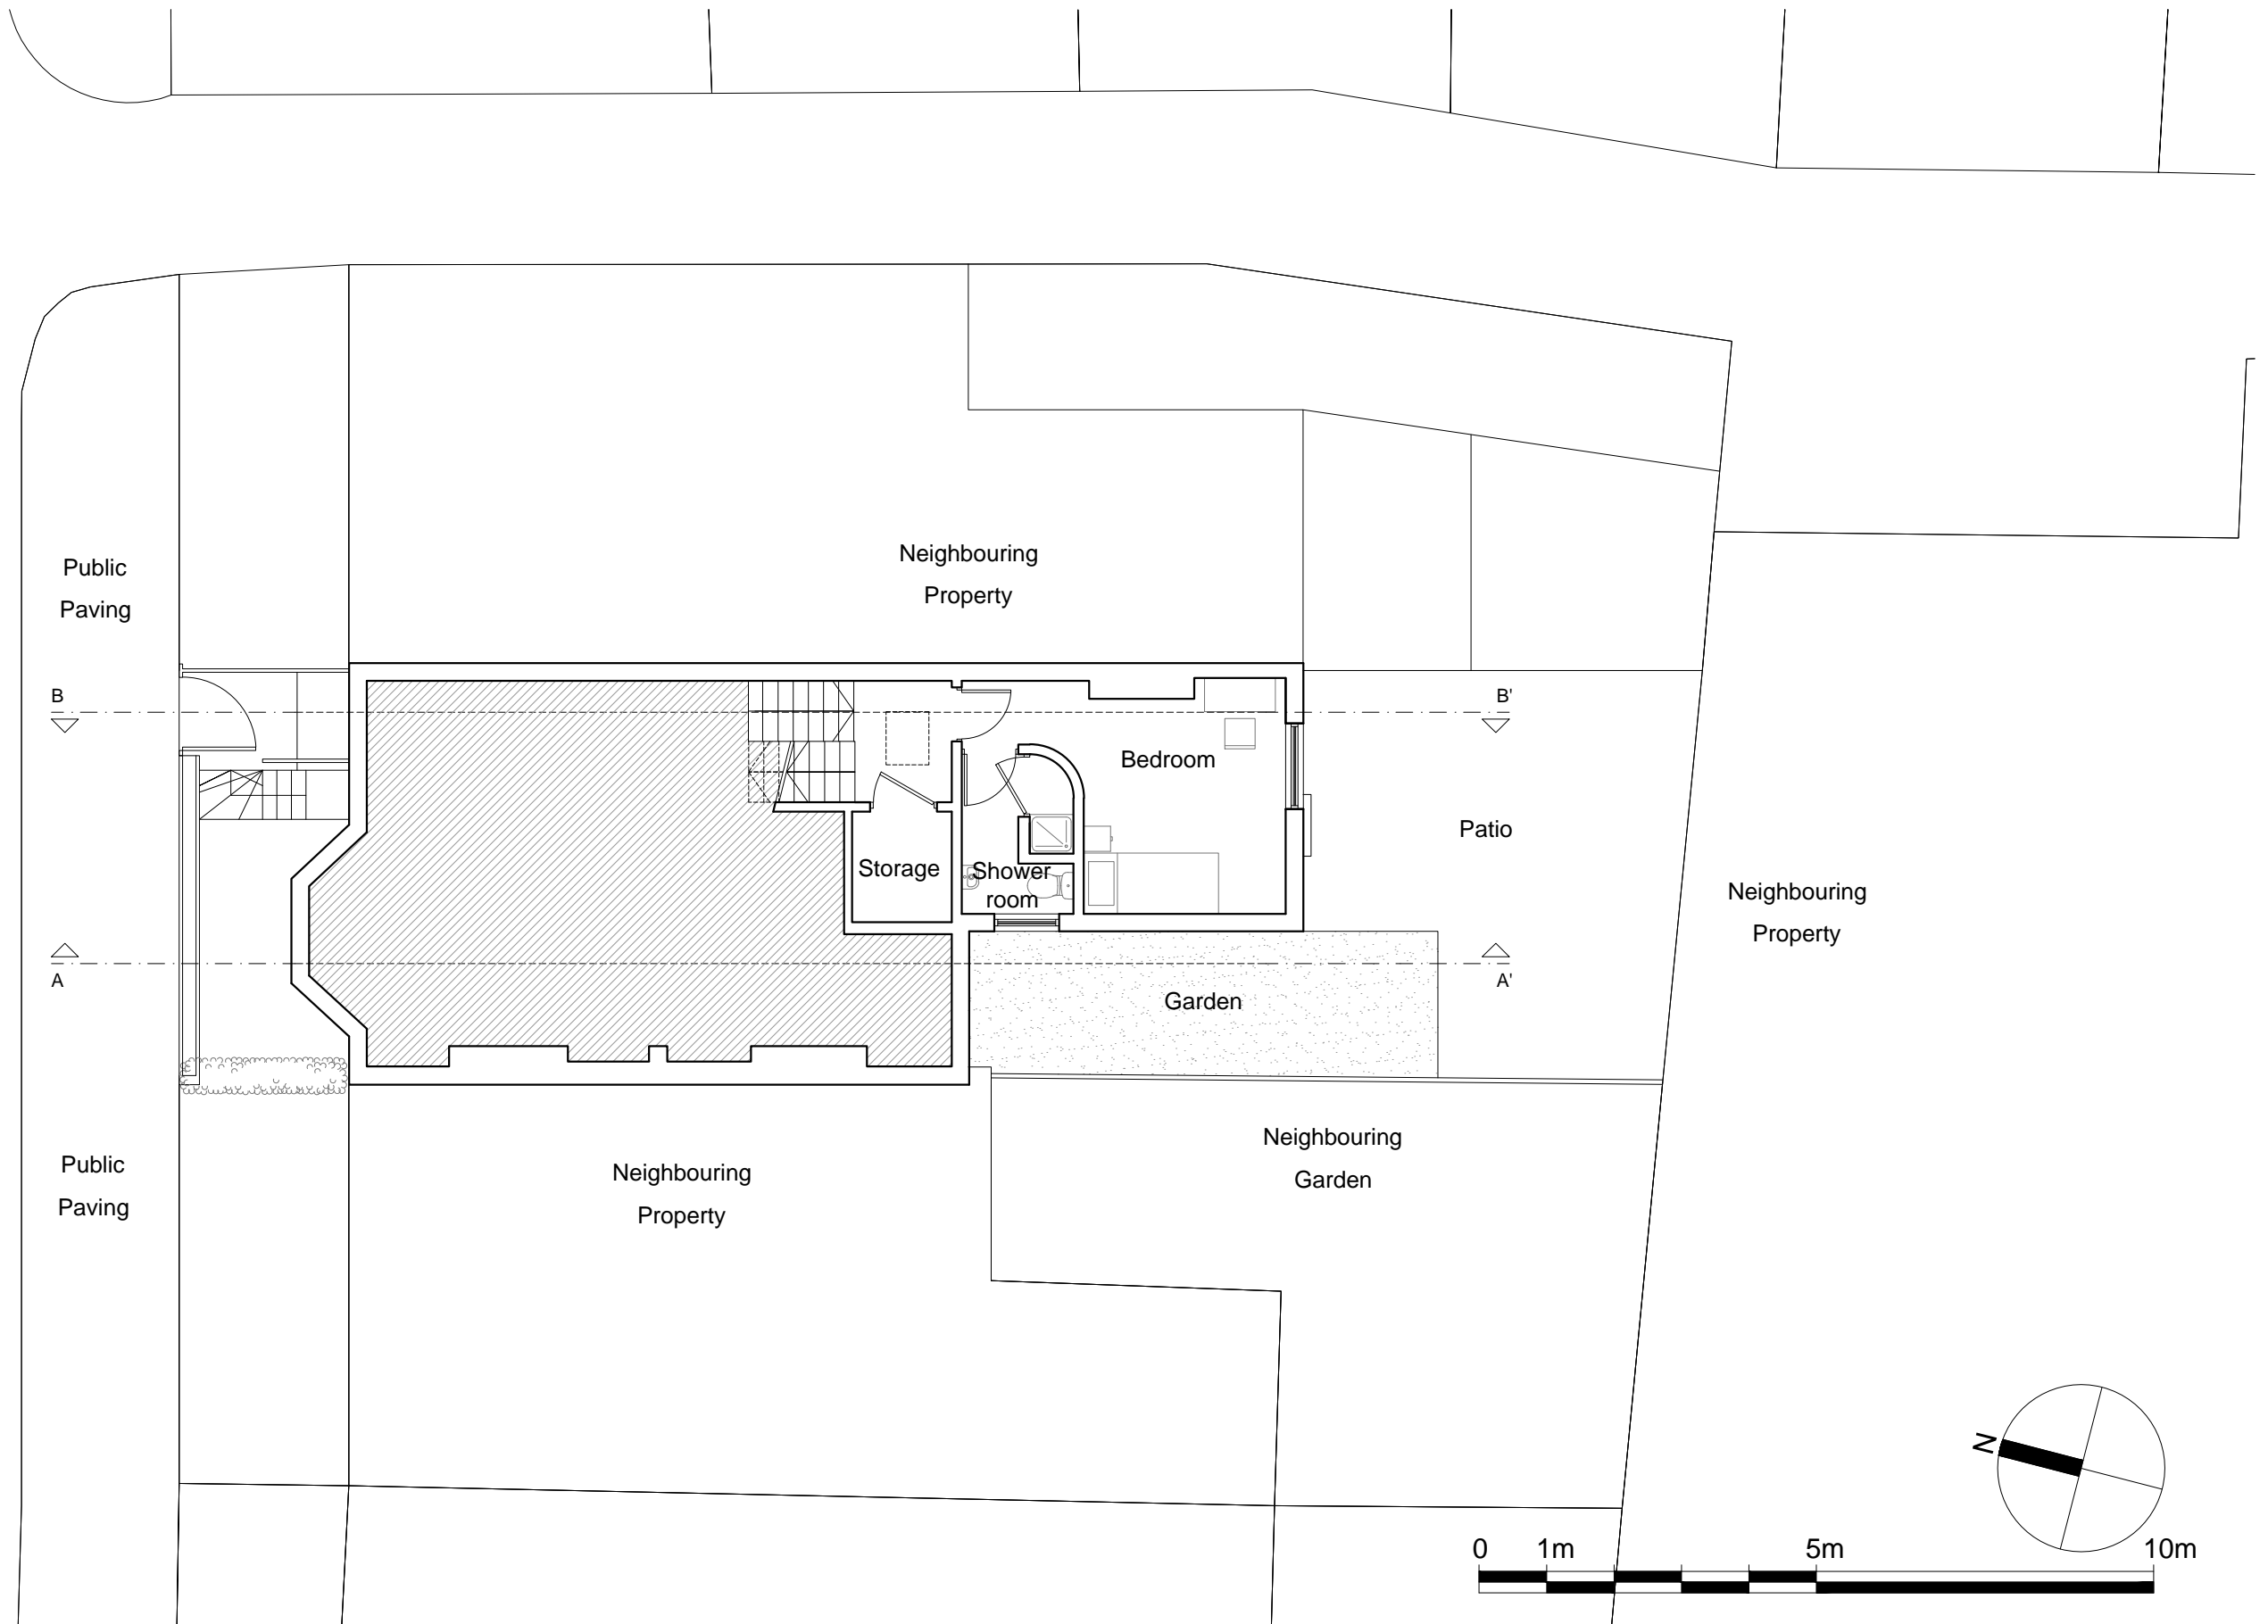 Public
Paving
Neighbouring
Property
B
B'
Bedroom
Patio
Storage
Shower
room
Neighbouring
Property
A
A'
Garden
Neighbouring
Garden
Public
Paving
Neighbouring
Property
N
0 1m 5m 10m